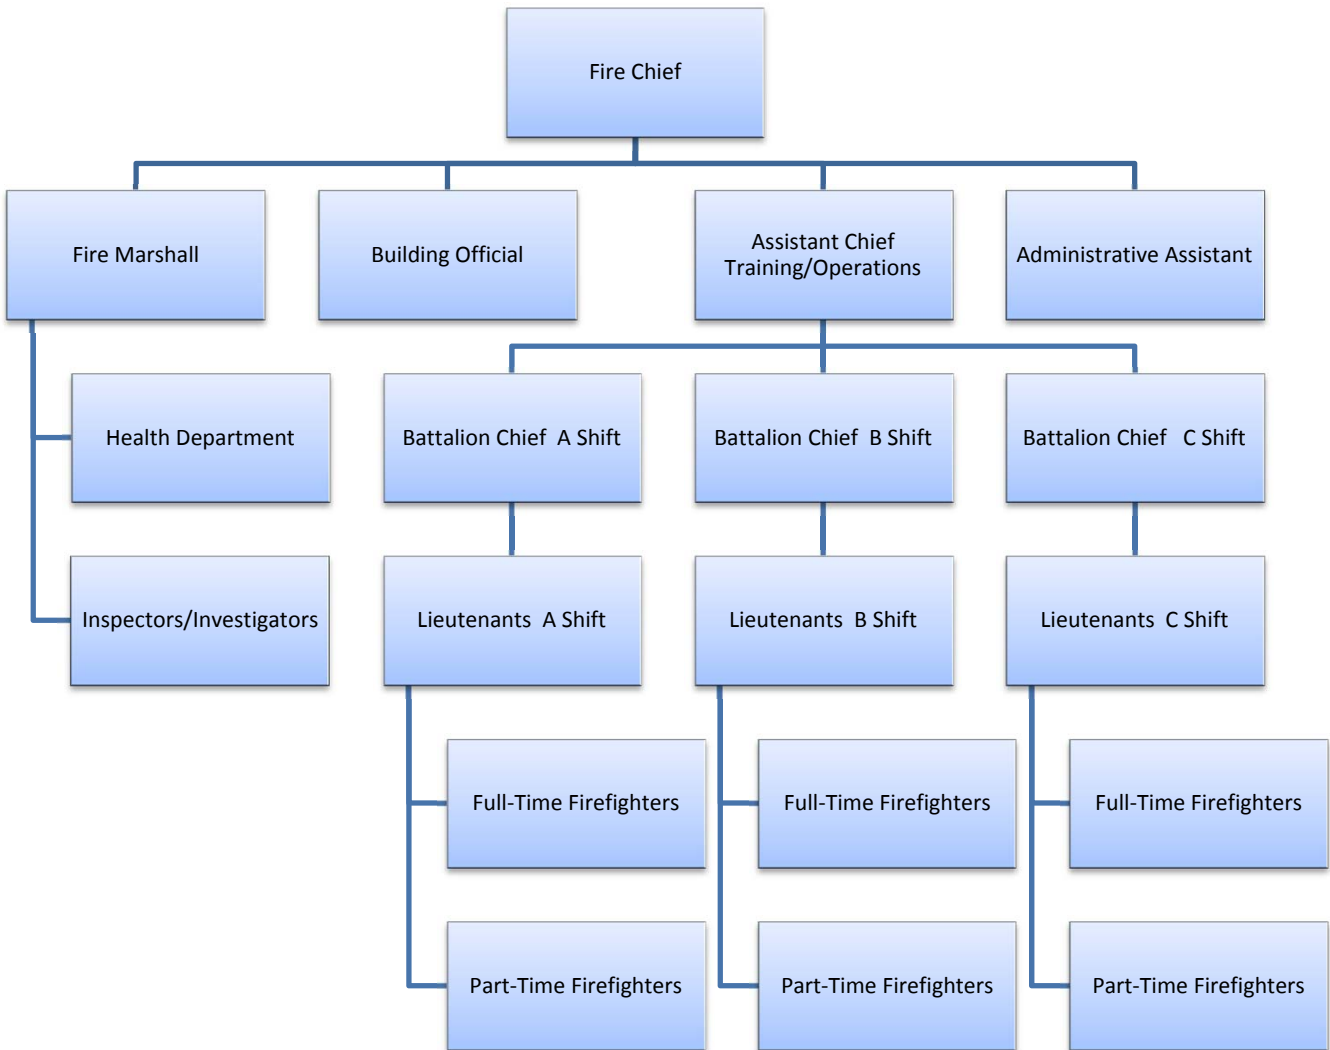 Fire Chief
Fire Marshall
Building Official
Assistant Chief
Training/Operations
Administrative Assistant
Health Department
Battalion Chief  A Shift
Battalion Chief  B Shift
Battalion Chief   C Shift
Inspectors/Investigators
Lieutenants  A Shift
Lieutenants  B Shift
Lieutenants  C Shift
Full-Time Firefighters
Full-Time Firefighters
Full-Time Firefighters
Part-Time Firefighters
Part-Time Firefighters
Part-Time Firefighters